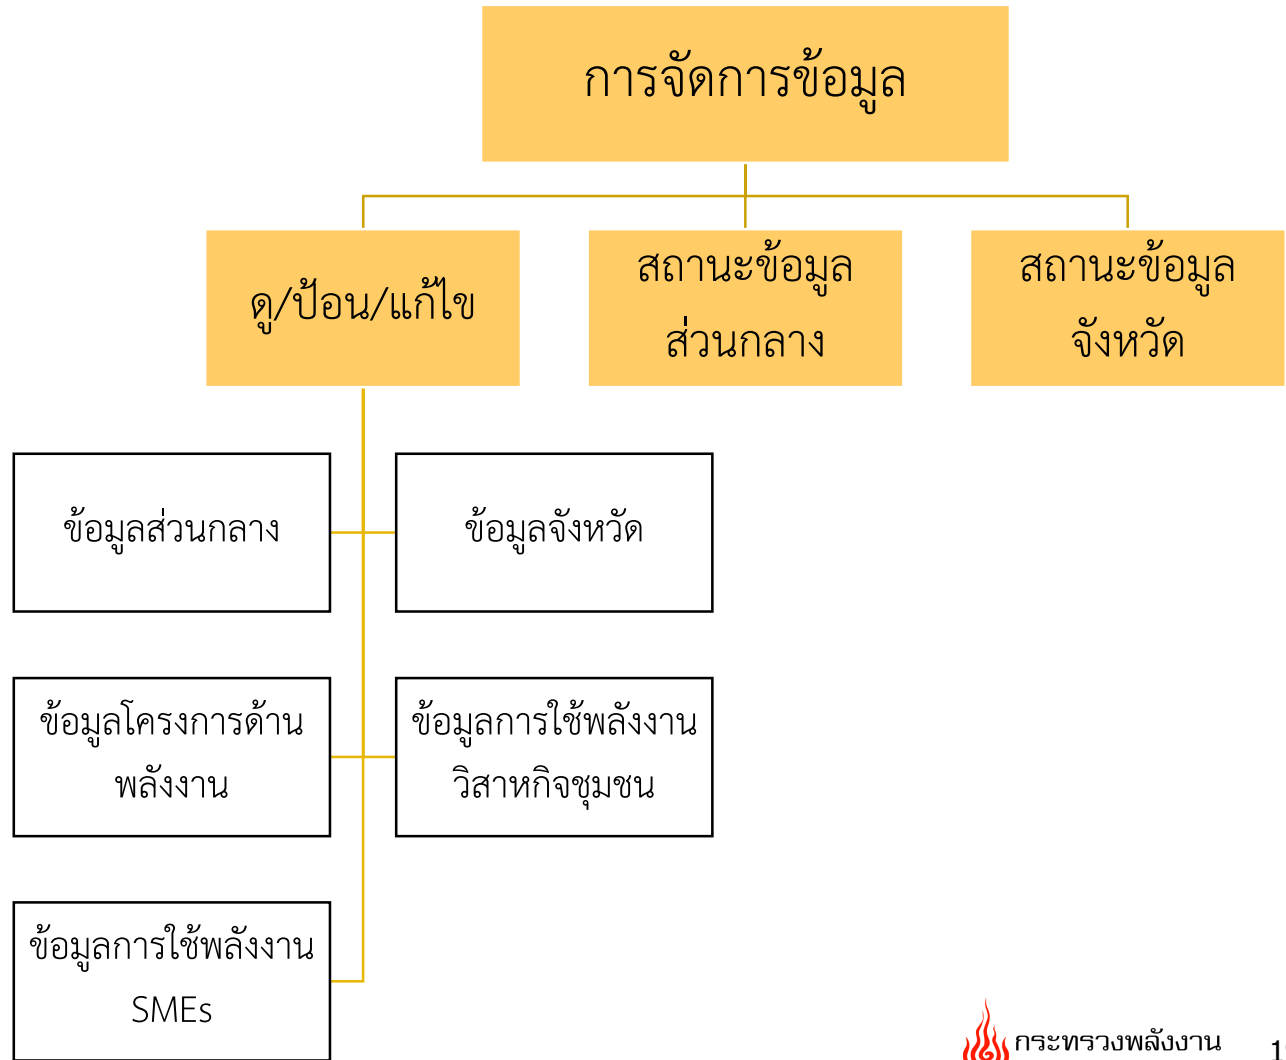 การจัดการข้อมูล
ดู/ป้อน/แก้ไข
สถานะข้อมูล
ส่วนกลาง
สถานะข้อมูล
จังหวัด
ข้อมูลส่วนกลาง
ข้อมูลจังหวัด
ข้อมูลโครงการด้าน
พลังงาน
ข้อมูลการใช้พลังงาน
วิสาหกิจชุมชน
ข้อมูลการใช้พลังงาน
SMEs
กระทรวงพลังงาน
1